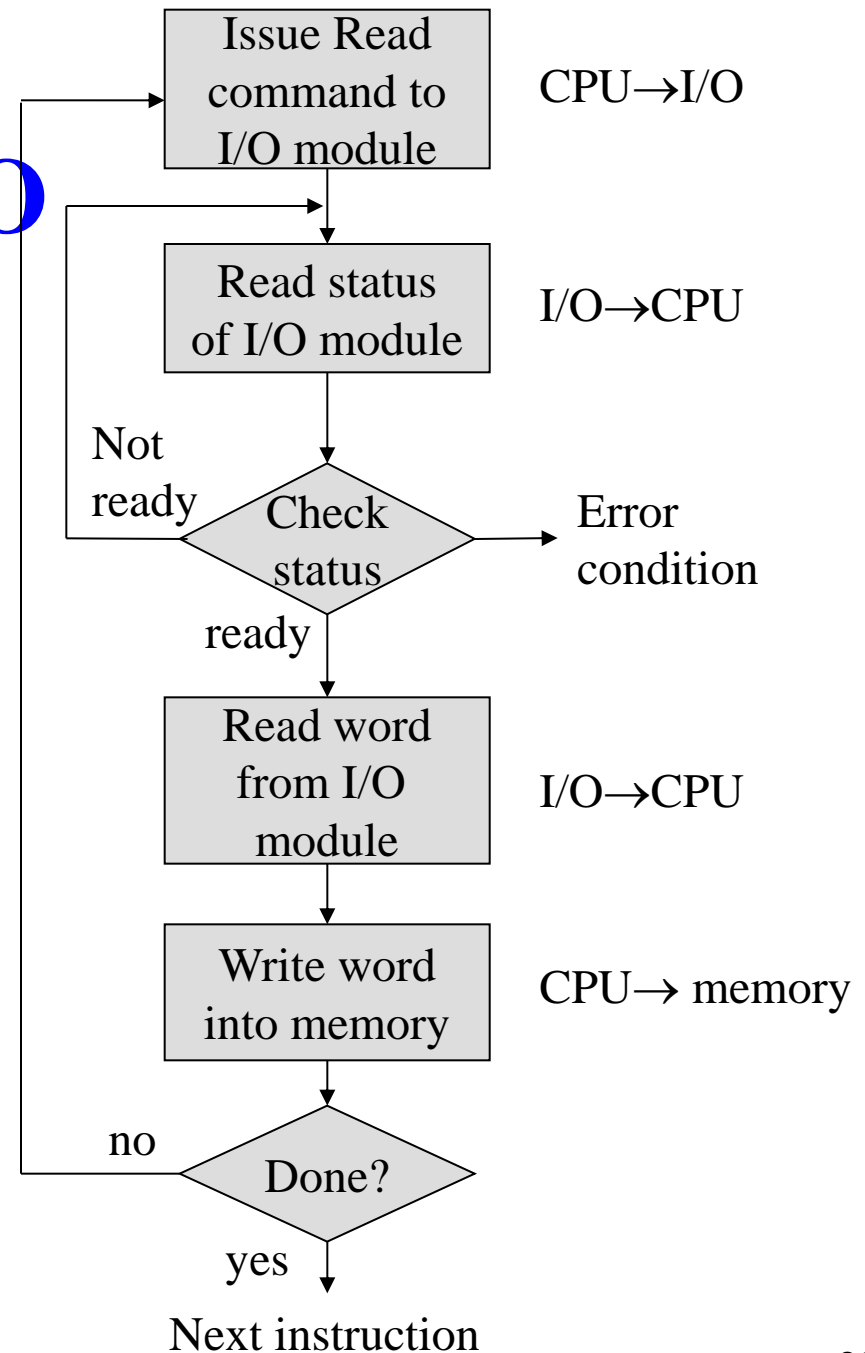 Issue Read
command to
I/O module
CPU→I/O
O
Read status
of I/O module
I/O→CPU
Not
ready
Check
status
Error
condition
ready
Read word
from I/O
module
I/O→CPU
Write word
into memory
CPU→ memory
no
Done?
yes
Next instruction